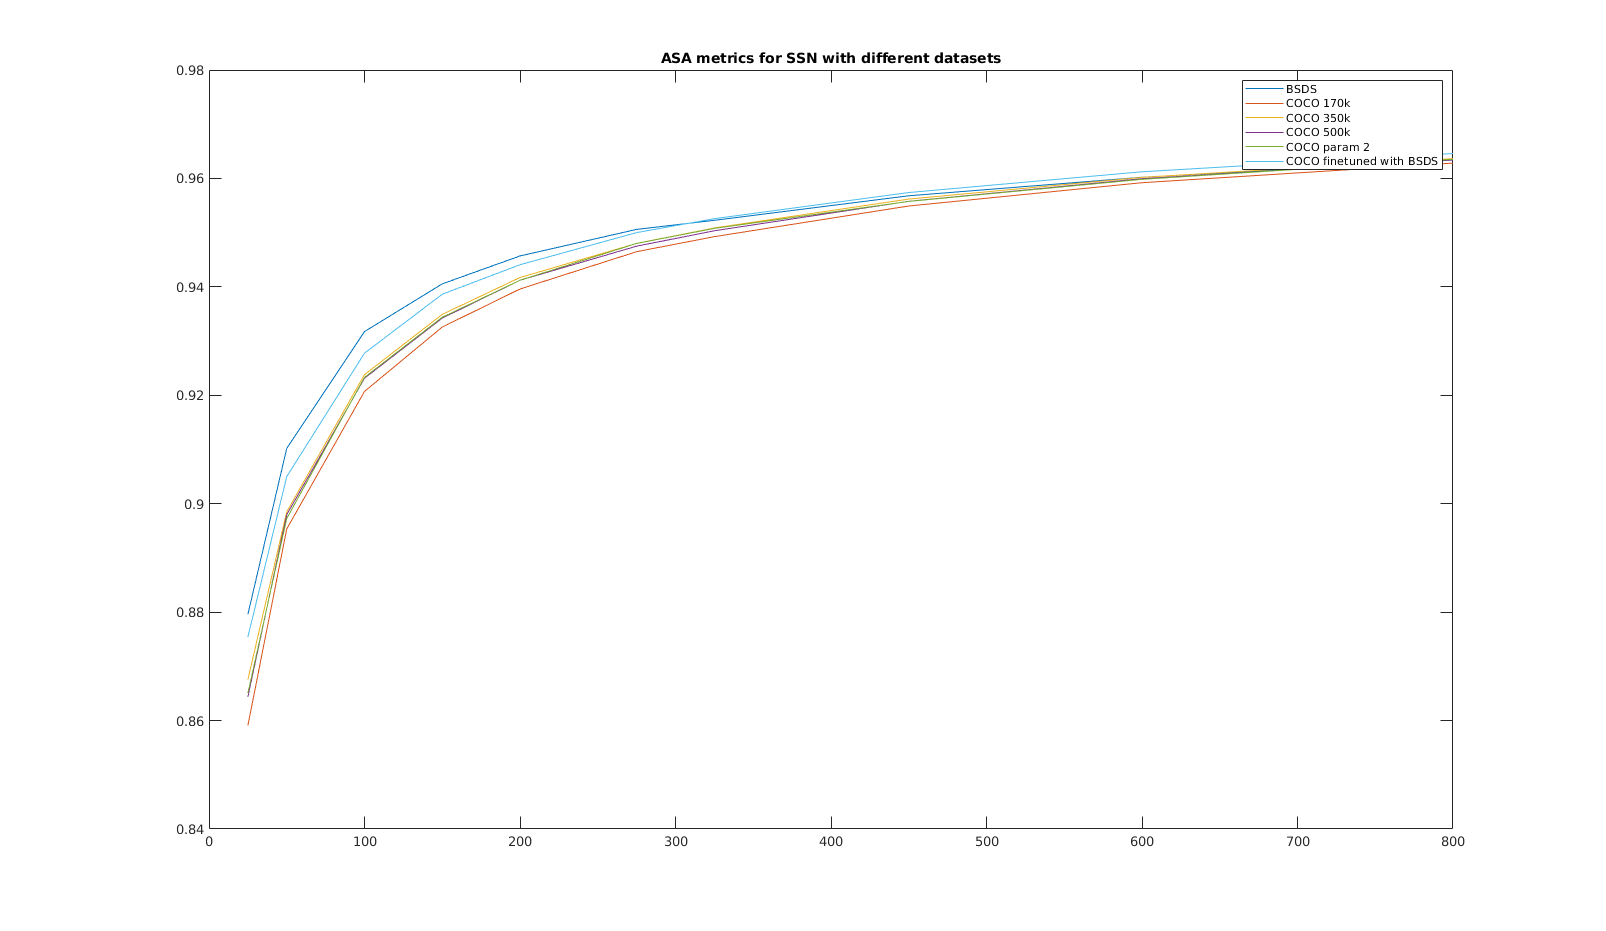 ASA metrics for SSN with different datasets
0.98
0.96
0.94
0.92
0.9
0.88
0.86
0.84
BSDS
COCO 170k
COCO 350k
COCO 500k
COCO param 2
COCO finetuned with BSDS
0 100 200 300 400 500 600 700 800